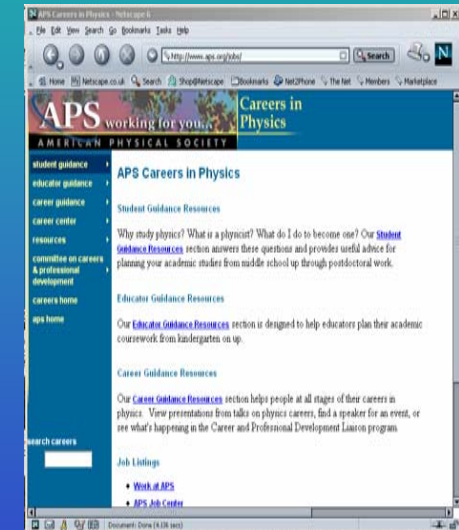 APS Careers in Physics - Netscape 6
File Edit View Search Go Bookmarks Tasks Help
http://www.aps.org/jobs/ Search N
Home Netscape.co.uk Search Shop@Netscape Bookmarks Net2Phone The Net Members Marketplace
APS working for you...
Careers in
Physics
AMERICAN PHYSICAL SOCIETY
student guidance
educator guidance
career guidance
career center
resources
committee on careers
& professional
development
careers home
aps home
search careers
APS Careers in Physics
Student Guidance Resources
Why study physics? What is a physicist? What do I do to become one? Our Student
Guidance Resources section answers these questions and provides useful advice for
planning your academic studies from middle school up through postdoctoral work.
Educator Guidance Resources
Our Educator Guidance Resources section is designed to help educators plan their academic
coursework from kindergarten on up.
Career Guidance Resources
Our Career Guidance Resources section helps people at all stages of their careers in
physics. View presentations from talks on physics careers, find a speaker for an event, or
see what's happening in the Career and Professional Development Liaison program.
Job Listings
• Work at APS
• APS Job Center
Document: Done